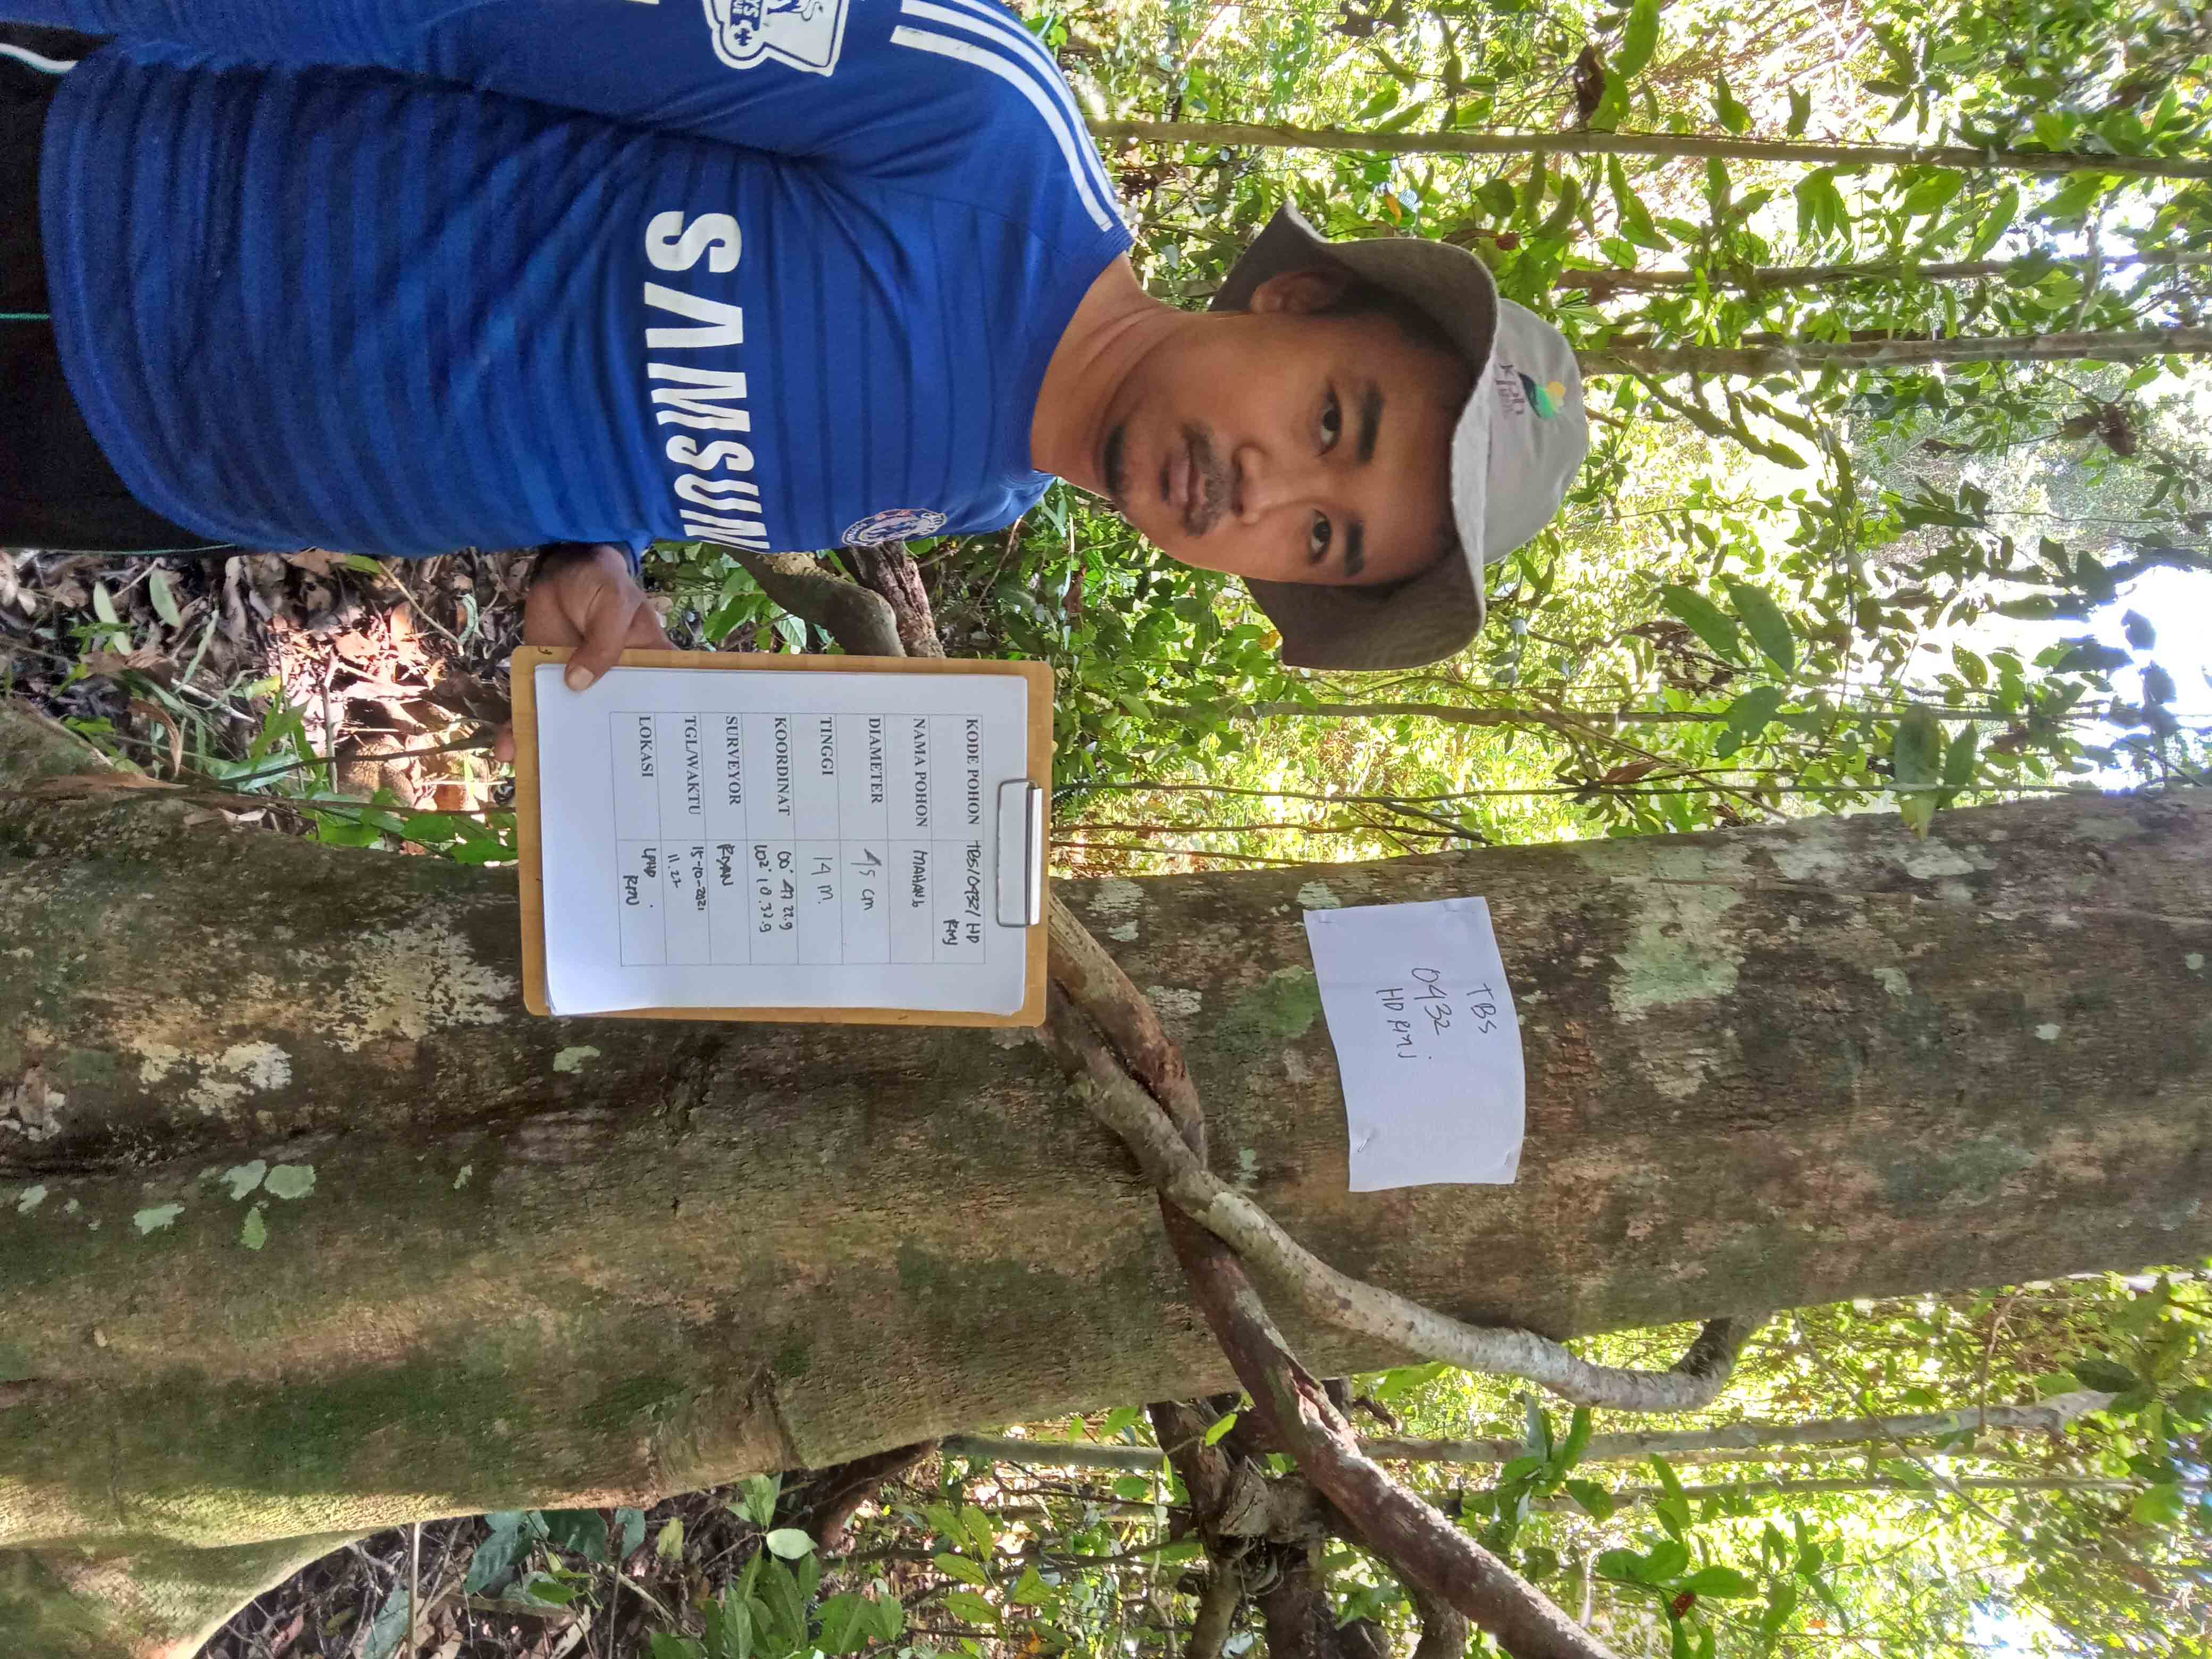 kph
TBS
0432
HD RMJ
KODE POHON TBS/0432/ HD
RMJ
NAMA POHON MAHANG
DIAMETER 45 cm
TINGGI 14 m.
KOORDINAT 00° 47 22.9
102° 10.32.9
SURVEYOR RIYAN
TGL/WAKTU 15-10-2021
11.27
LOKASI LPHD
RMJ
SAMSUN